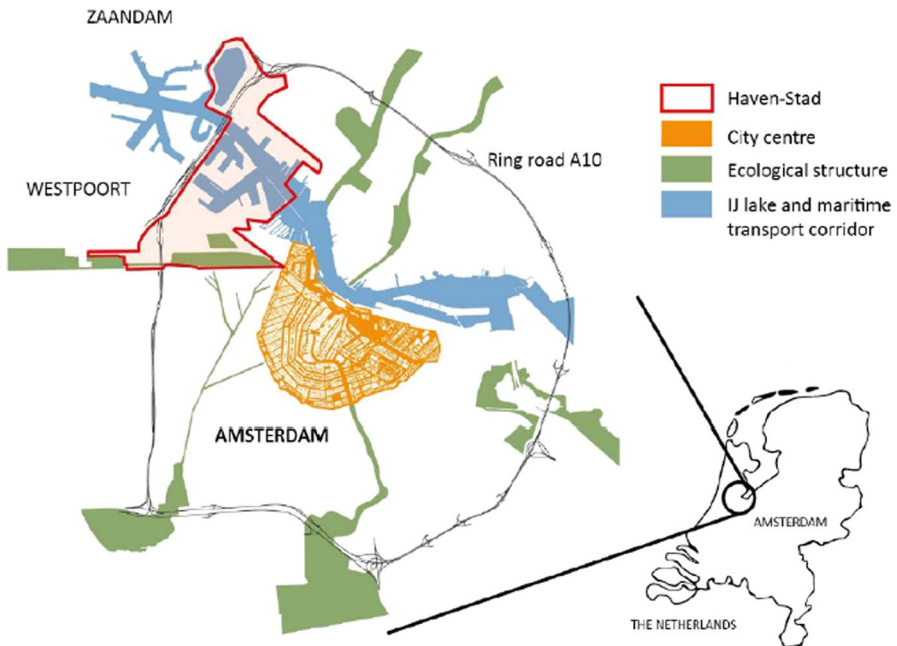 ZAANDAM
WESTPOORT
Ring road A10
AMSTERDAM
Haven-Stad
City centre
Ecological structure
IJ lake and maritime
transport corridor
AMSTERDAM
THE NETHERLANDS